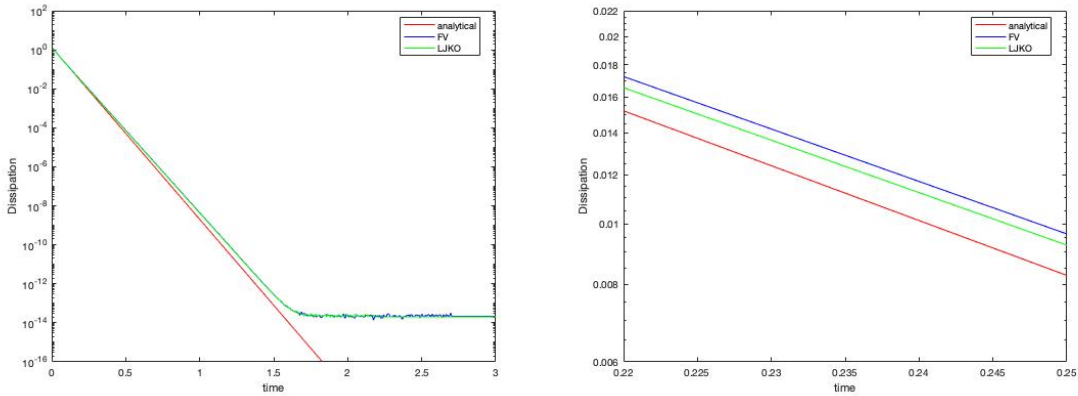 10^2
10^0
10^-2
10^-4
10^-6
10^-8
10^-10
10^-12
10^-14
10^-16
Dissipation
0 0.5 1 1.5 2 2.5 3
time
analytical
FV
LJKO
0.022
0.02
0.018
0.016
0.014
0.012
0.01
0.008
0.006
Dissipation
0.22 0.225 0.23 0.235 0.24 0.245 0.25
time
analytical
FV
LJKO